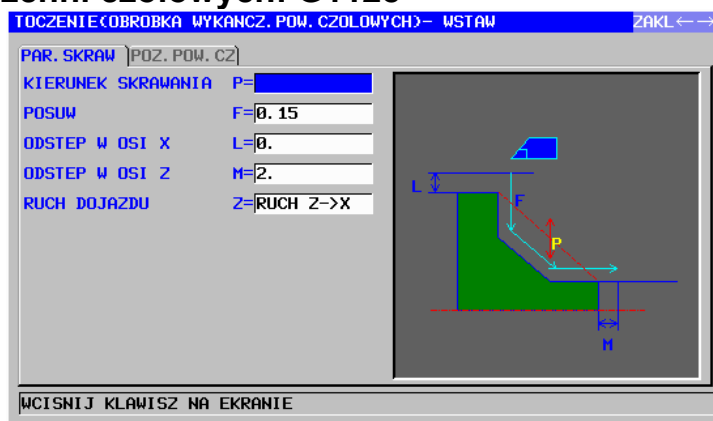 TOCZENIE(OBROBKA WYKANCZ.POW.CZOLOWYCH)- WSTAW ZAKL←→
PAR.SKRAW POZ.POW.CZ
KIERUNEK SKRAWANIA P=
POSUW F=0.15
ODSTEP W OSI X L=0.
ODSTEP W OSI Z M=2.
RUCH DOJAZDU Z=RUCH Z->X
L
F
P
M
WCISNIJ KLAWISZ NA EKRANIE